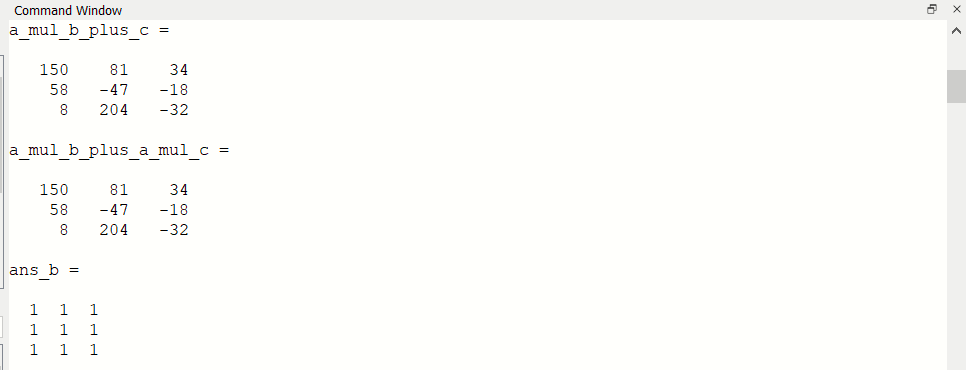 Command Window
a_mul_b_plus_c =
150 81 34
58 -47 -18
8 204 -32
a_mul_b_plus_a_mul_c =
150 81 34
58 -47 -18
8 204 -32
ans_b =
1 1 1
1 1 1
1 1 1